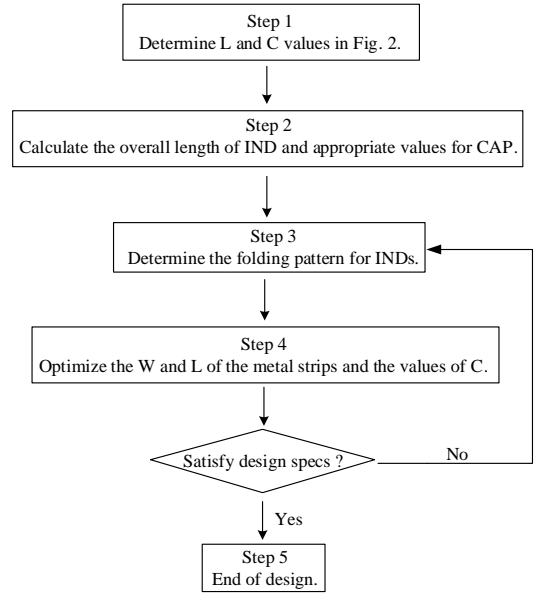 Step 1
Determine L and C values in Fig. 2.
Step 2
Calculate the overall length of IND and appropriate values for CAP.
Step 3
Determine the folding pattern for INDs.
Step 4
Optimize the W and L of the metal strips and the values of C.
Satisfy design specs ?
No
Yes
Step 5
End of design.